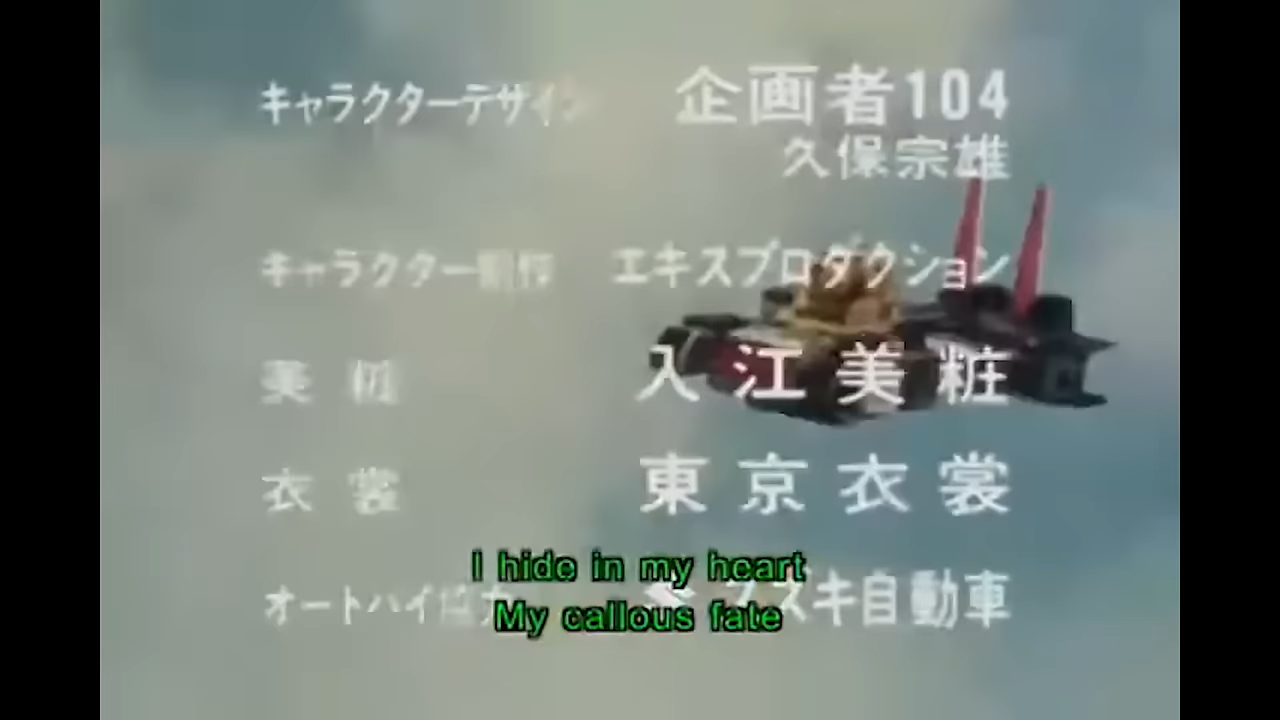 キャラクターデザイン 企画者104
久保宗雄
キャラクター制作 エキスプロダクション
美術 入江美粧
衣裳 東京衣裳
I hide in my heart
オートバイ協力 スズキ自動車
My callous fate